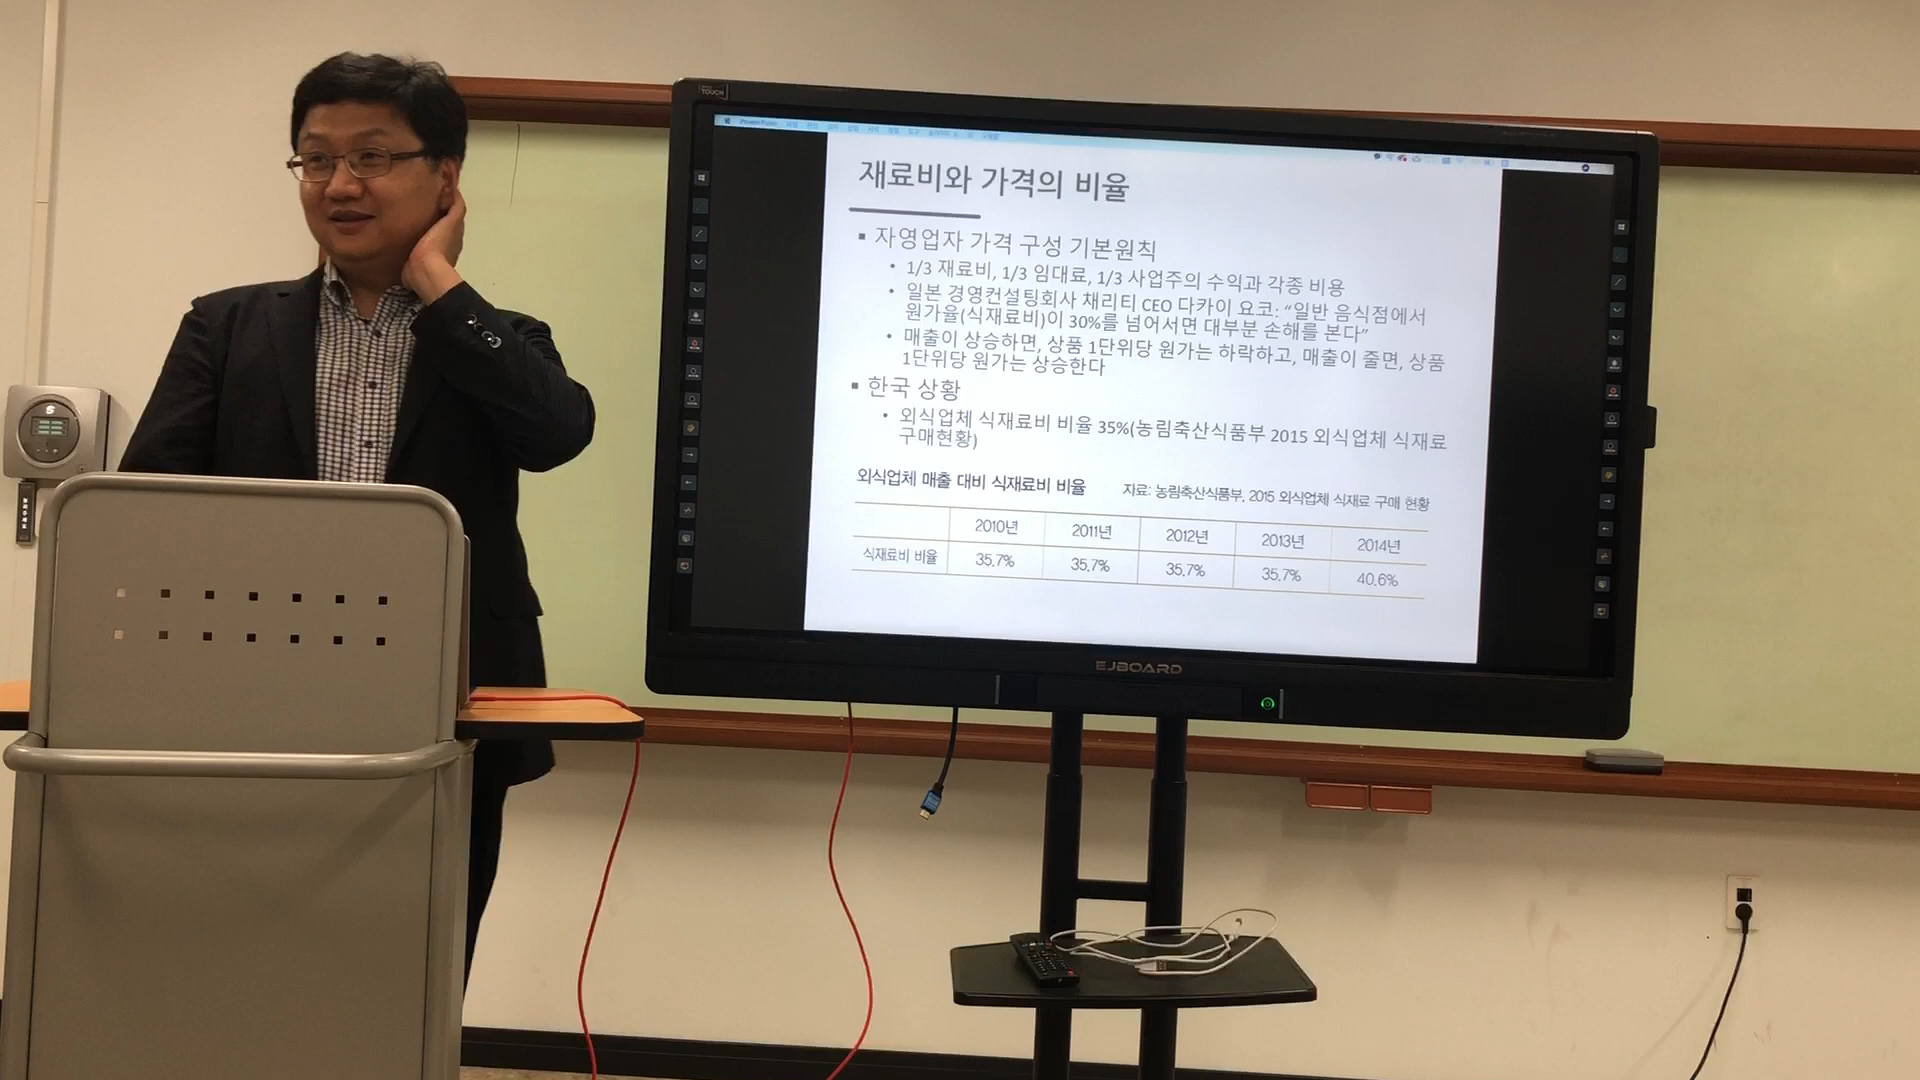 TOUCH
PowerPoint
재료비와 가격의 비율
▪ 자영업자 가격 구성 기본원칙
• 1/3 재료비, 1/3 임대료, 1/3 사업주의 수익과 각종 비용
• 일본 경영컨설팅회사 채리티 CEO 다카이 요코: “일반 음식점에서
원가율(식재료비)이 30%를 넘어서면 대부분 손해를 본다”
• 매출이 상승하면, 상품 1단위당 원가는 하락하고, 매출이 줄면, 상품
1단위당 원가는 상승한다
▪ 한국 상황
• 외식업체 식재료비 비율 35%(농림축산식품부 2015 외식업체 식재료
구매현황)
외식업체 매출 대비 식재료비 비율 자료: 농림축산식품부, 2015 외식업체 식재료 구매 현황
2010년 2011년 2012년 2013년 2014년
식재료비 비율 35.7% 35.7% 35.7% 35.7% 40.6%
EJBOARD